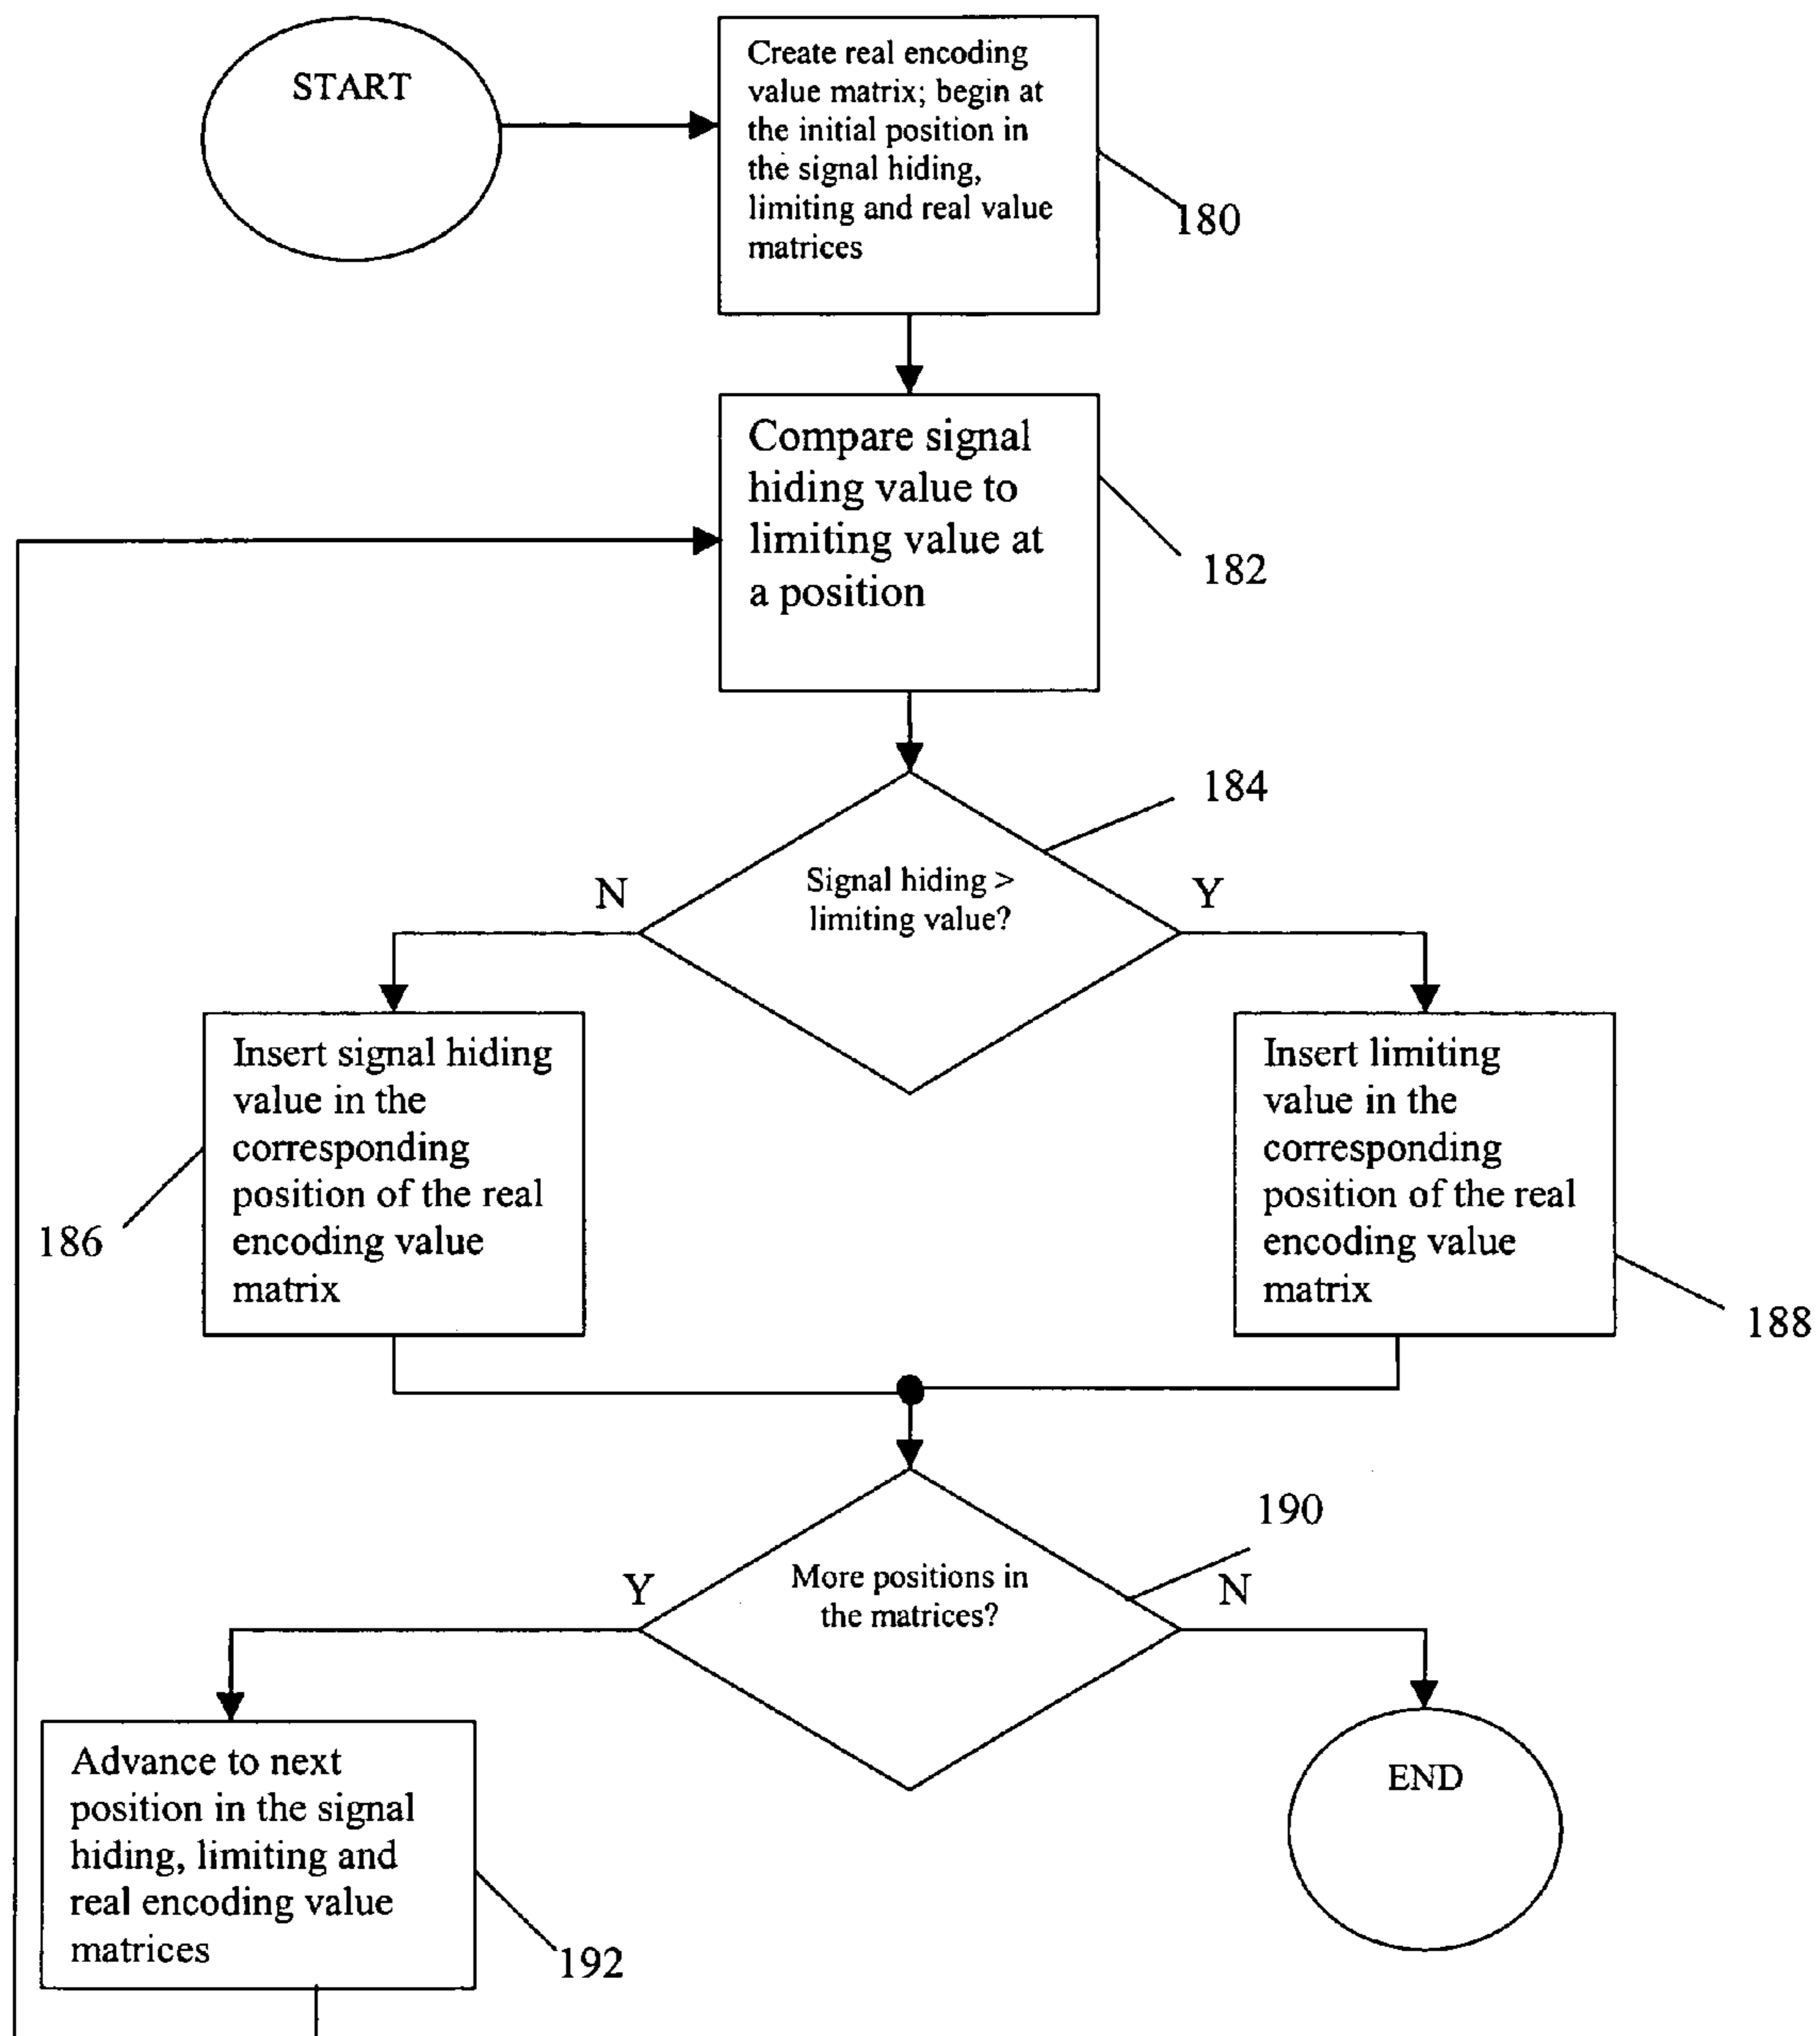 START
Create real encoding
value matrix; begin at
the initial position in
the signal hiding,
limiting and real value
matrices
180
Compare signal
hiding value to
limiting value at
a position
182
184
Signal hiding >
limiting value?
N
Y
Insert signal hiding
value in the
corresponding
position of the real
encoding value
matrix
186
Insert limiting
value in the
corresponding
position of the real
encoding value
matrix
188
190
More positions in
the matrices?
Y
N
Advance to next
position in the signal
hiding, limiting and
real encoding value
matrices
192
END